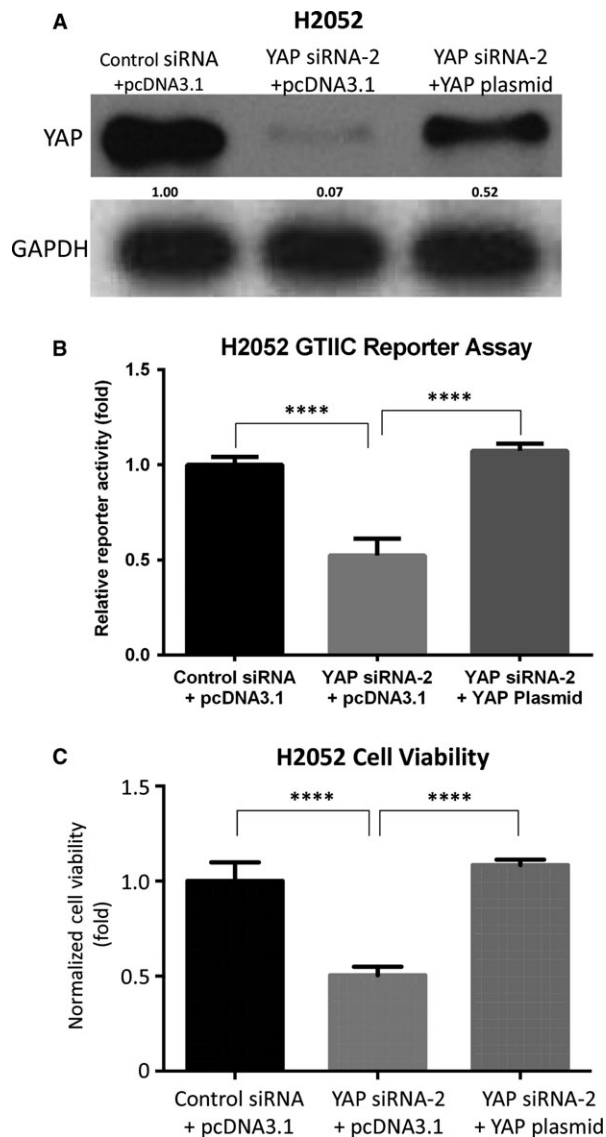 A
H2052
Control siRNA
+pcDNA3.1
YAP siRNA-2
+pcDNA3.1
YAP siRNA-2
+YAP plasmid
YAP
1.00 0.07 0.52
GAPDH
B
H2052 GTIIC Reporter Assay
Relative reporter activity (fold)
1.5
1.0
0.5
0.0
**** ****
Control siRNA
+ pcDNA3.1
YAP siRNA-2
+ pcDNA3.1
YAP siRNA-2
+ YAP Plasmid
C
H2052 Cell Viability
Normalized cell viability
(fold)
1.5
1.0
0.5
0
**** ****
Control siRNA
+ pcDNA3.1
YAP siRNA-2
+ pcDNA3.1
YAP siRNA-2
+ YAP plasmid